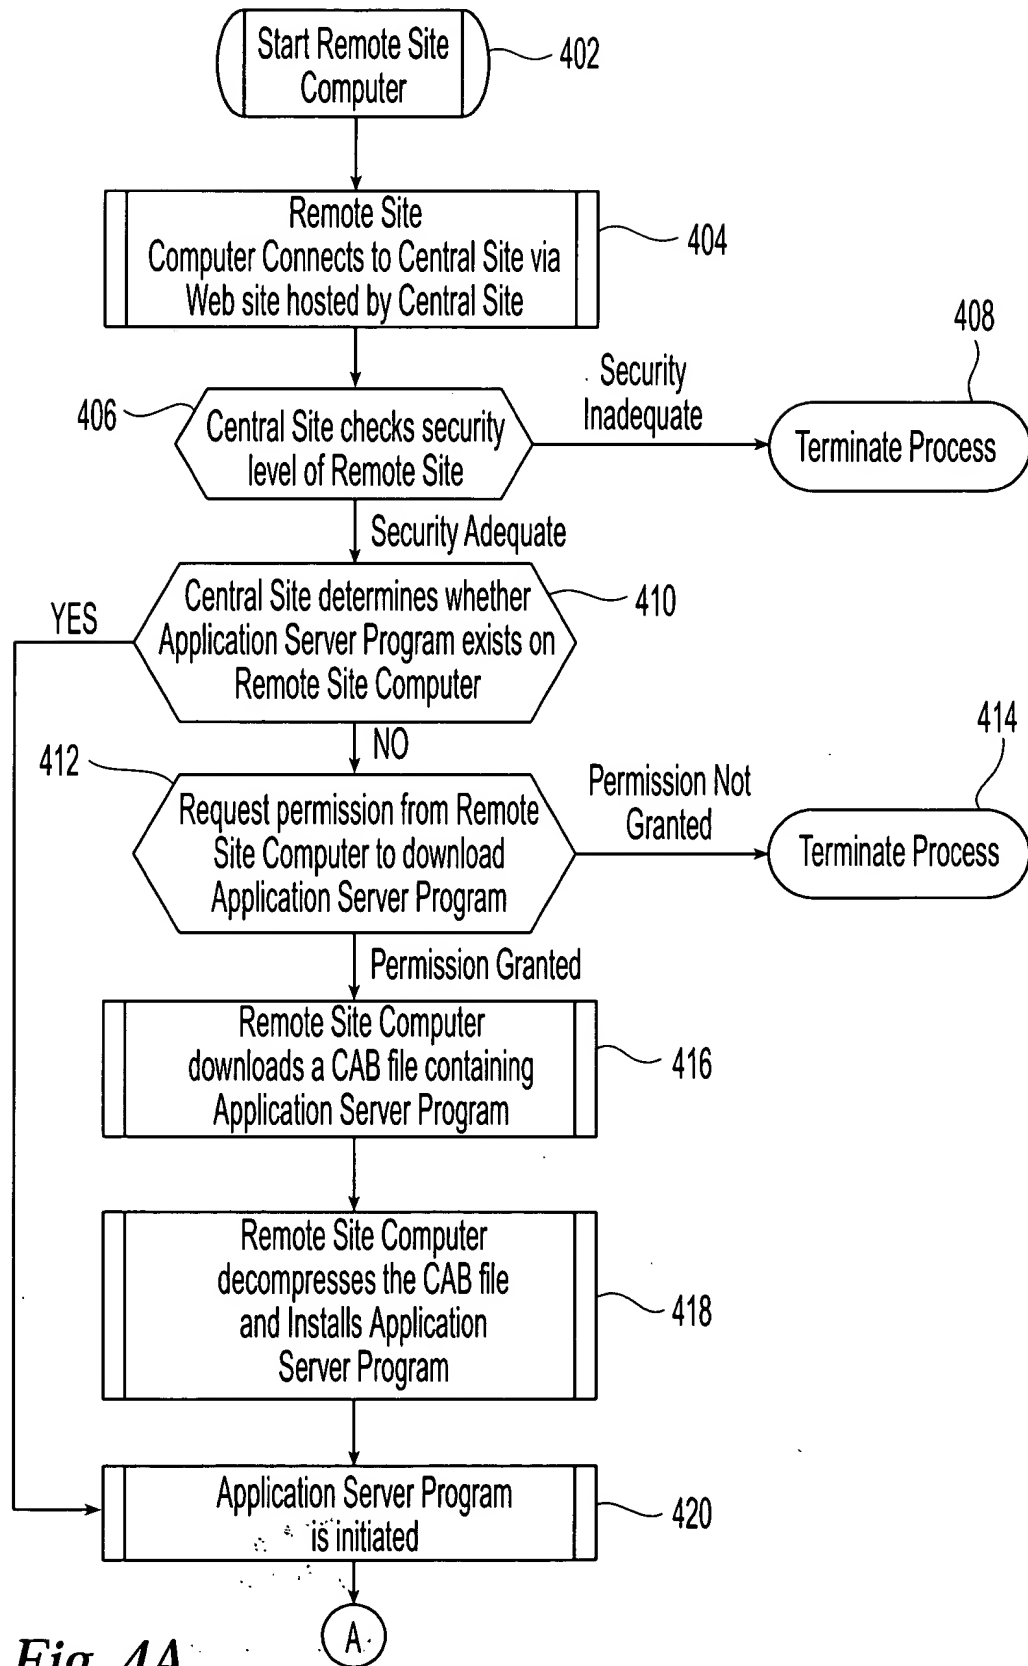 Start Remote Site
Computer
402
Remote Site
Computer Connects to Central Site via
Web site hosted by Central Site
404
408
Security
Inadequate
406
Central Site checks security
level of Remote Site
Terminate Process
Security Adequate
Central Site determines whether
Application Server Program exists on
Remote Site Computer
410
YES
NO
412
414
Request permission from Remote
Site Computer to download
Application Server Program
Permission Not
Granted
Terminate Process
Permission Granted
Remote Site Computer
downloads a CAB file containing
Application Server Program
416
Remote Site Computer
decompresses the CAB file
and Installs Application
Server Program
418
Application Server Program
is initiated
420
A
Fig. 4A